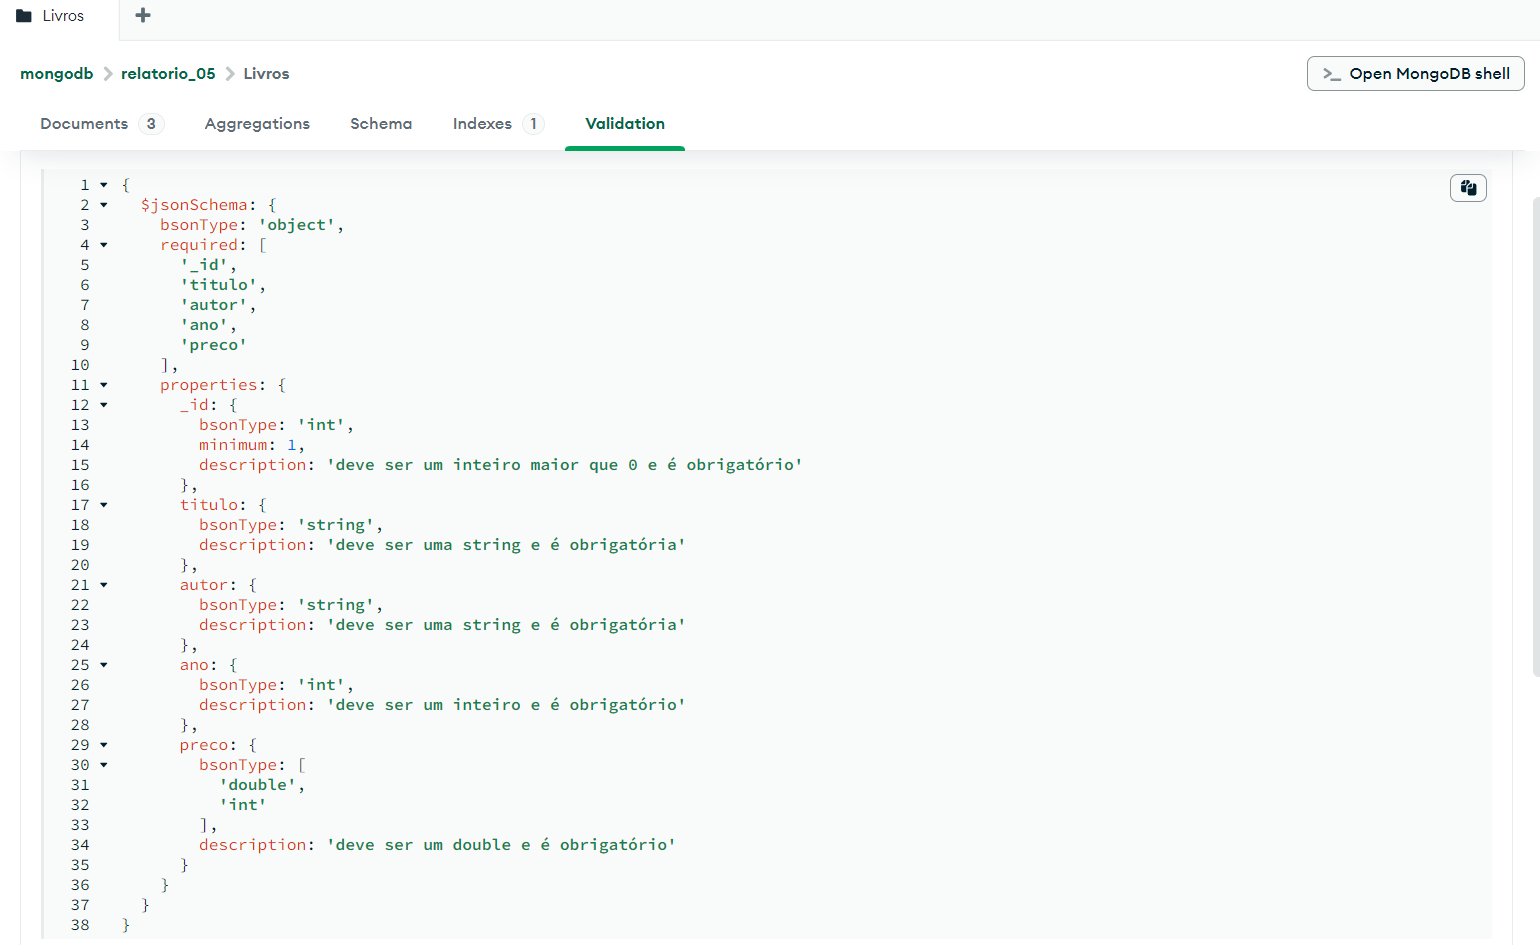 Livros
mongodb > relatorio_05 > Livros
>_ Open MongoDB shell
Documents 3 Aggregations Schema Indexes 1 Validation
1 {
2 $jsonSchema: {
3 bsonType: 'object',
4 required: [
5 '_id',
6 'titulo',
7 'autor',
8 'ano',
9 'preco'
10 ],
11 properties: {
12 _id: {
13 bsonType: 'int',
14 minimum: 1,
15 description: 'deve ser um inteiro maior que 0 e é obrigatório'
16 },
17 titulo: {
18 bsonType: 'string',
19 description: 'deve ser uma string e é obrigatória'
20 },
21 autor: {
22 bsonType: 'string',
23 description: 'deve ser uma string e é obrigatória'
24 },
25 ano: {
26 bsonType: 'int',
27 description: 'deve ser um inteiro e é obrigatório'
28 },
29 preco: {
30 bsonType: [
31 'double',
32 'int'
33 ],
34 description: 'deve ser um double e é obrigatório'
35 }
36 }
37 }
38 }